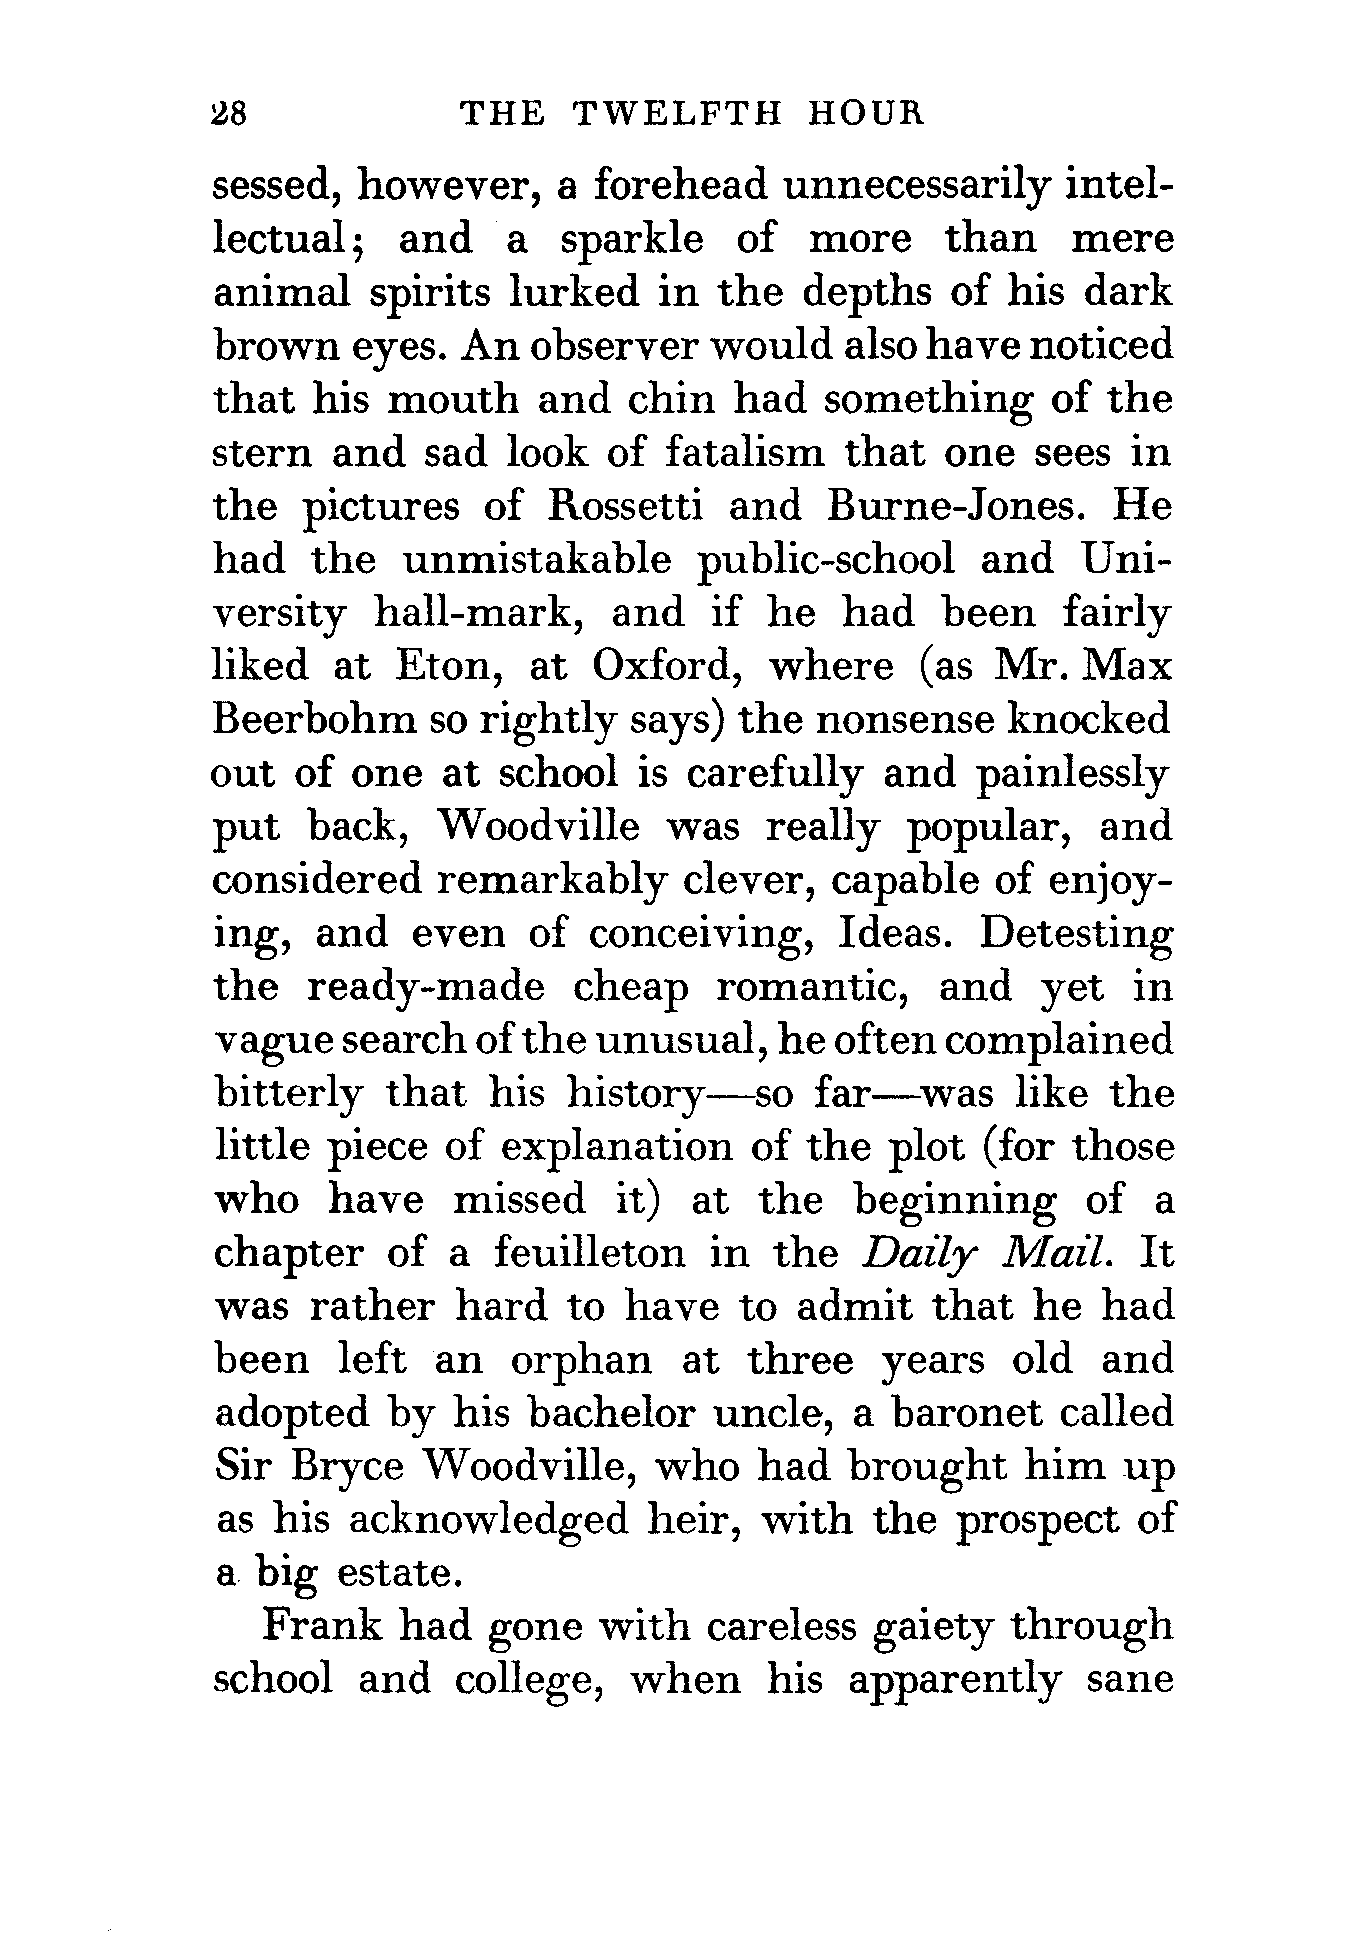 28 THE TWELFTH HOUR
sessed, however, a forehead unnecessarily intel-
lectual; and a sparkle of more than mere
animal spirits lurked in the depths of his dark
brown eyes. An observer would also have noticed
that his mouth and chin had something of the
stern and sad look of fatalism that one sees in
the pictures of Rossetti and Burne-Jones. He
had the unmistakable public-school and Uni-
versity hall-mark, and if he had been fairly
liked at Eton, at Oxford, where (as Mr. Max
Beerbohm so rightly says) the nonsense knocked
out of one at school is carefully and painlessly
put back, Woodville was really popular, and
considered remarkably clever, capable of enjoy-
ing, and even of conceiving, Ideas. Detesting
the ready-made cheap romantic, and yet in
vague search of the unusual, he often complained
bitterly that his history—so far—was like the
little piece of explanation of the plot (for those
who have missed it) at the beginning of a
chapter of a feuilleton in the Daily Mail. It
was rather hard to have to admit that he had
been left an orphan at three years old and
adopted by his bachelor uncle, a baronet called
Sir Bryce Woodville, who had brought him up
as his acknowledged heir, with the prospect of
a big estate.
Frank had gone with careless gaiety through
school and college, when his apparently sane